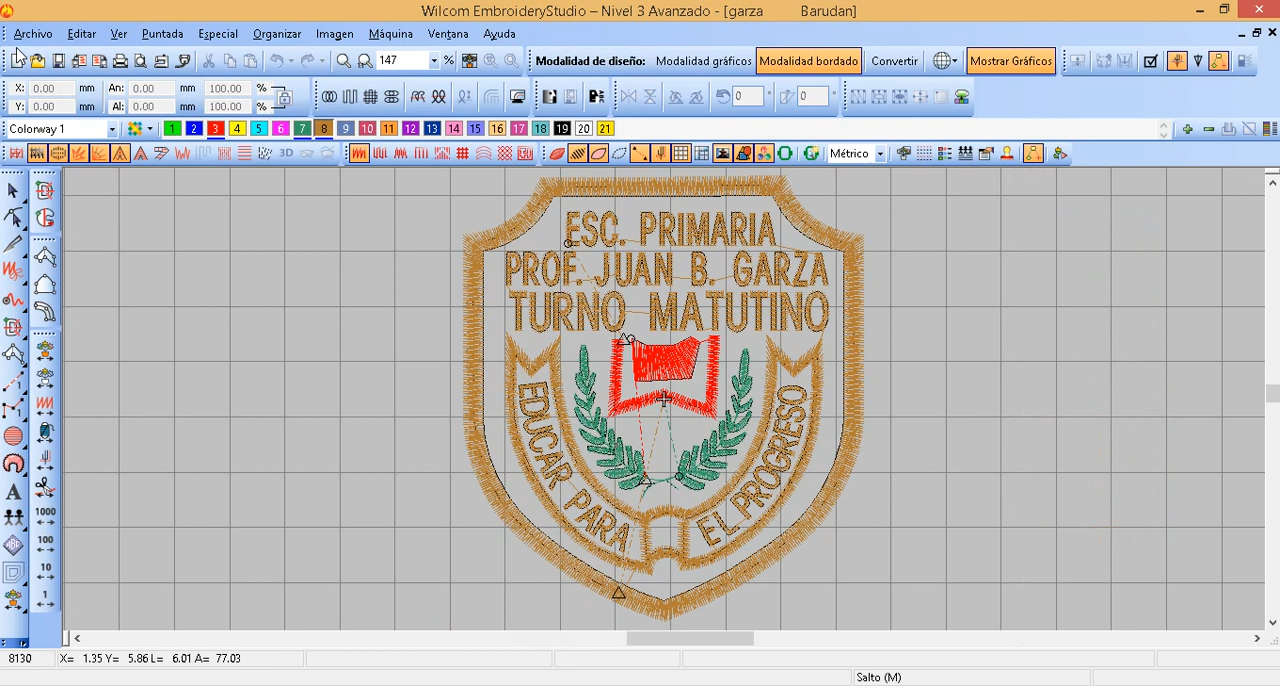 Wilcom EmbroideryStudio – Nivel 3 Avanzado - [garza Barudan]
Archivo Editar Ver Puntada Especial Organizar Imagen Máquina Ventana Ayuda
147 % Modalidad de diseño: Modalidad gráficos Modalidad bordado Convertir Mostrar Gráficos
X: 0.00 mm An: 0.00 mm 100.00 % 0 ° 0 °
Y: 0.00 mm Al: 0.00 mm 100.00 %
Colorway 1 1 2 3 4 5 6 7 8 9 10 11 12 13 14 15 16 17 18 19 20 21
3D Métrico
ESC. PRIMARIA
PROF. JUAN B. GARZA
TURNO MATUTINO
EDUCAR PARA
EL PROGRESO
A
1000
100
10
1
8130 X= 1.35 Y= 5.86 L= 6.01 A= 77.03
Salto (M)